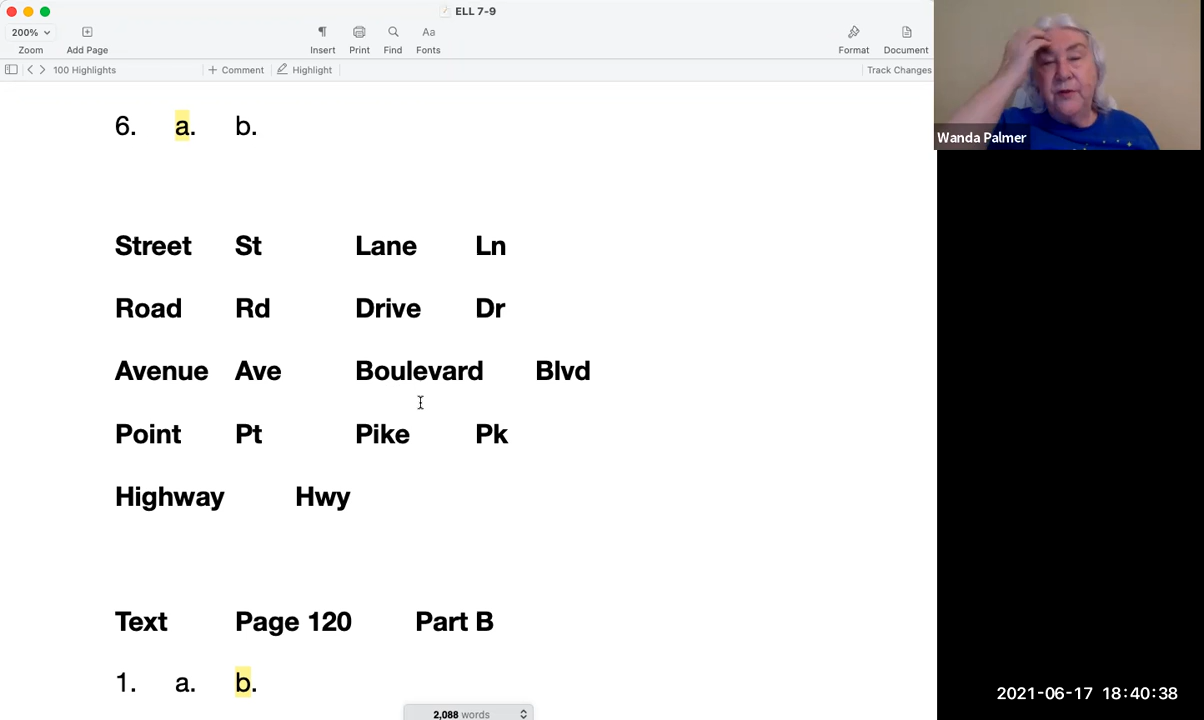 ELL 7-9
200%
Zoom
Add Page
Insert
Print
Find
Aa
Fonts
Format
Document
100 Highlights
+ Comment
Highlight
Track Changes
Wanda Palmer
6. a. b.
Street St Lane Ln
Road Rd Drive Dr
Avenue Ave Boulevard Blvd
Point Pt Pike Pk
Highway Hwy
Text Page 120 Part B
1. a. b.
2,088 words
2021-06-17 18:40:38